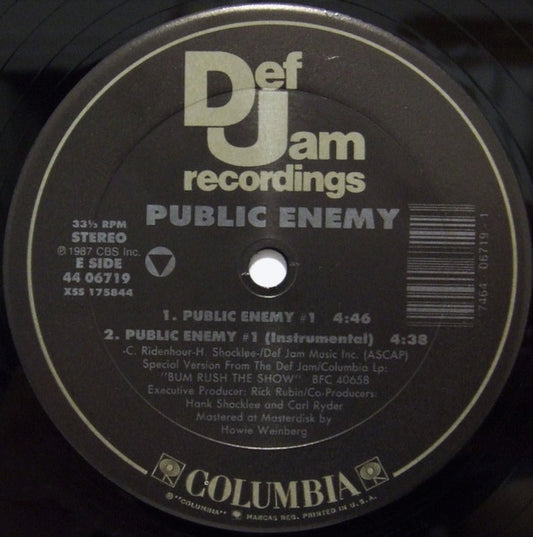 Def
Jam
recordings
PUBLIC ENEMY
33⅓ RPM
STEREO
℗ 1987 CBS Inc.
E SIDE
44 06719
XSS 175844
7464 06719 - 1
1. PUBLIC ENEMY #1 4:46
2. PUBLIC ENEMY #1 (Instrumental) 4:38
-C. Ridenhour-H. Shocklee-/Def Jam Music Inc. (ASCAP)
Special Version From The Def Jam/Columbia Lp:
"BUM RUSH THE SHOW" BFC 40658
Executive Producer: Rick Rubin/Co-Producers:
Hank Shocklee and Carl Ryder
Mastered at Masterdisk by
Howie Weinberg
COLUMBIA
©"COLUMBIA" MARCAS REG. PRINTED IN U.S.A.